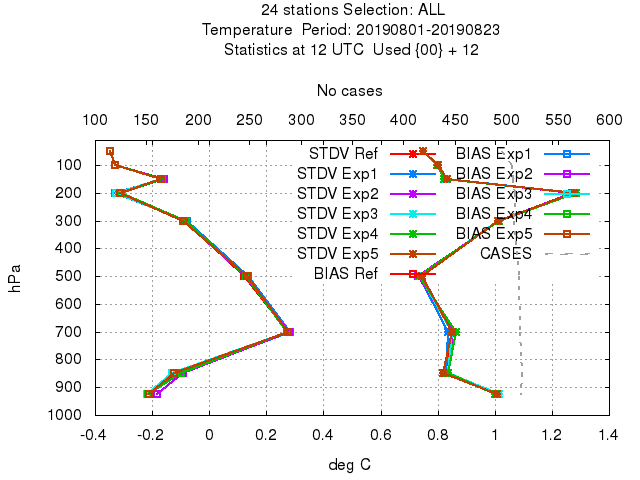 24 stations Selection: ALL
Temperature  Period: 20190801-20190823
Statistics at 12 UTC  Used {00} + 12
No cases
100 150 200 250 300 350 400 450 500 550 600
STDV Ref BIAS Exp1
STDV Exp1 BIAS Exp2
STDV Exp2 BIAS Exp3
STDV Exp3 BIAS Exp4
STDV Exp4 BIAS Exp5
STDV Exp5 CASES
BIAS Ref
100
200
300
400
500
600
700
800
900
1000
hPa
-0.4 -0.2 0 0.2 0.4 0.6 0.8 1 1.2 1.4
deg C